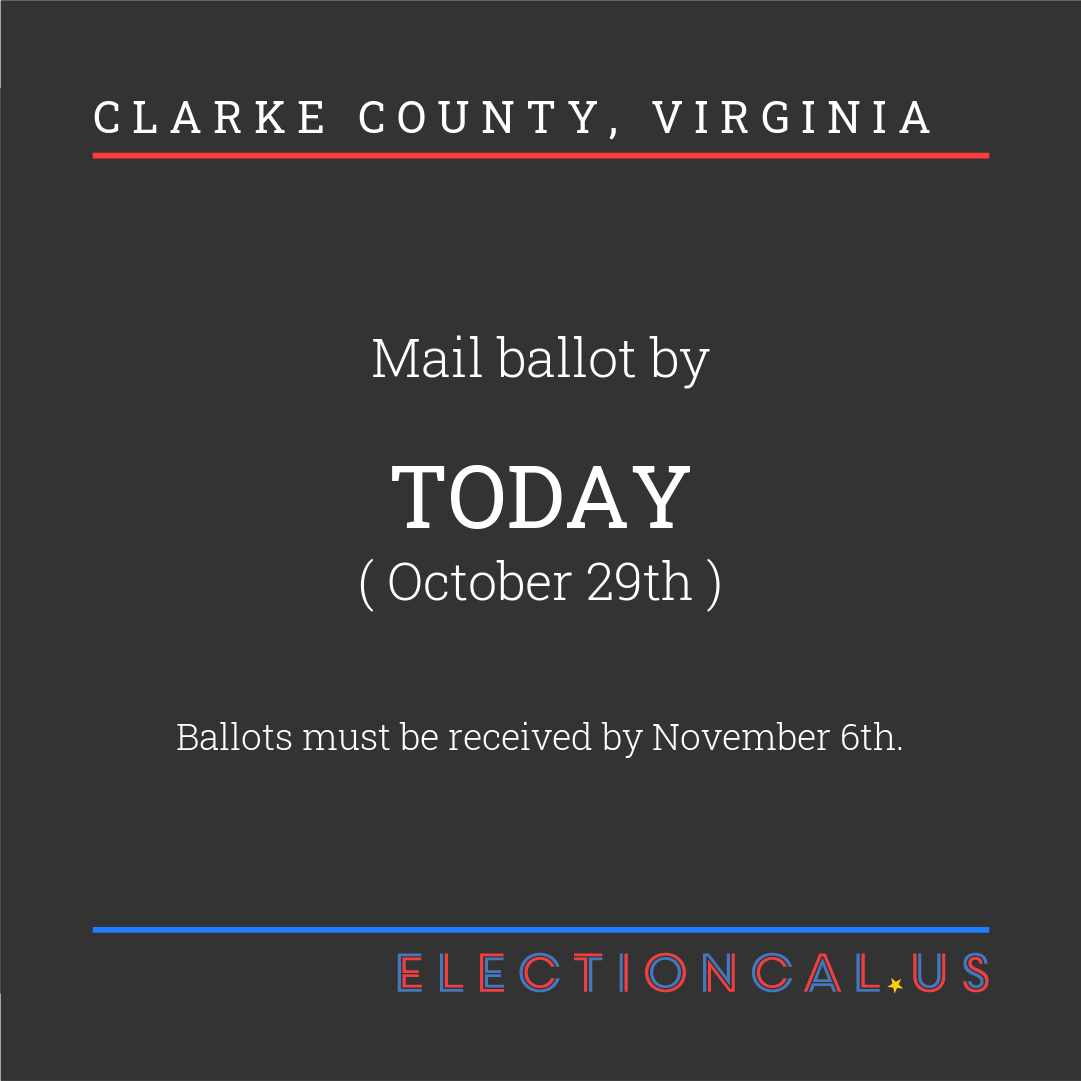 CLARKE COUNTY, VIRGINIA
Mail ballot by
TODAY
( October 29th )
Ballots must be received by November 6th.
ELECTIONCAL.US